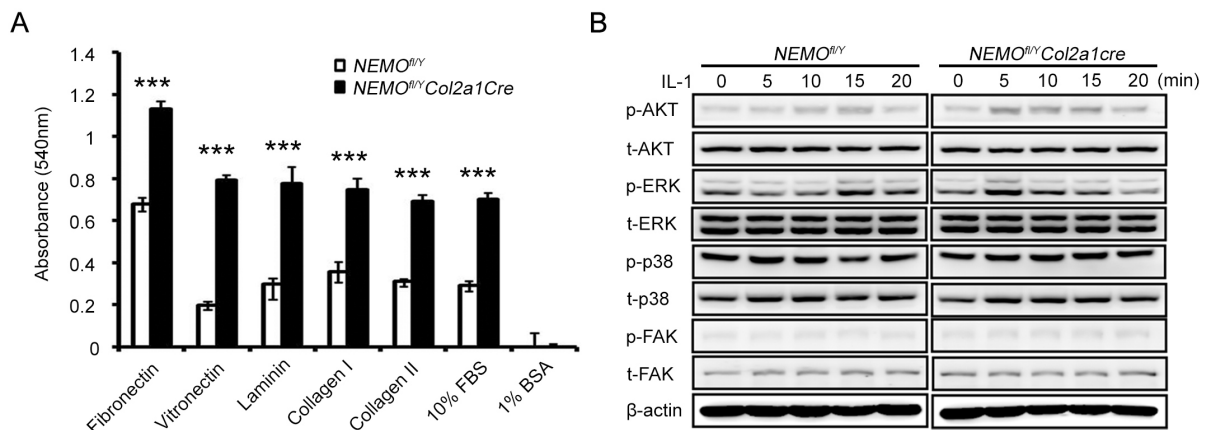 A
Absorbance (540nm)
1.4
1.2
1
0.8
0.6
0.4
0.2
0
***
***
***
***
***
***
NEMOfl/Y
NEMOfl/YCol2a1Cre
Fibronectin
Vitronectin
Laminin
Collagen I
Collagen II
10% FBS
1% BSA
B
NEMOfl/Y NEMOfl/YCol2a1cre
IL-1 0 5 10 15 20 0 5 10 15 20 (min)
p-AKT
t-AKT
p-ERK
t-ERK
p-p38
t-p38
p-FAK
t-FAK
β-actin